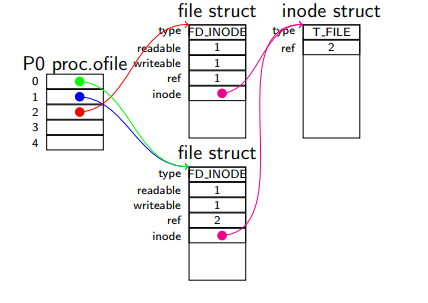 file struct
inode struct
type FD_INODE
readable 1
writeable 1
ref 1
inode
type T_FILE
ref 2
P0 proc.ofile
0
1
2
3
4
file struct
type FD_INODE
readable 1
writeable 1
ref 2
inode